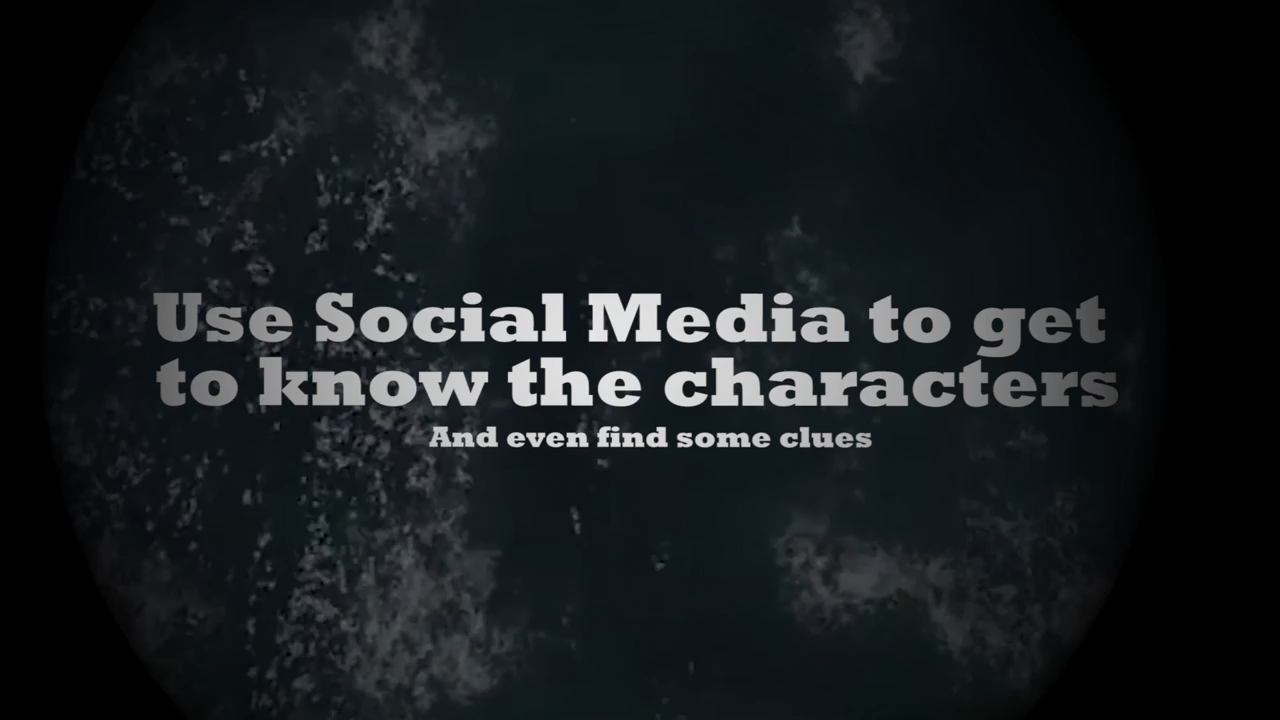 Use Social Media to get
to know the characters
And even find some clues